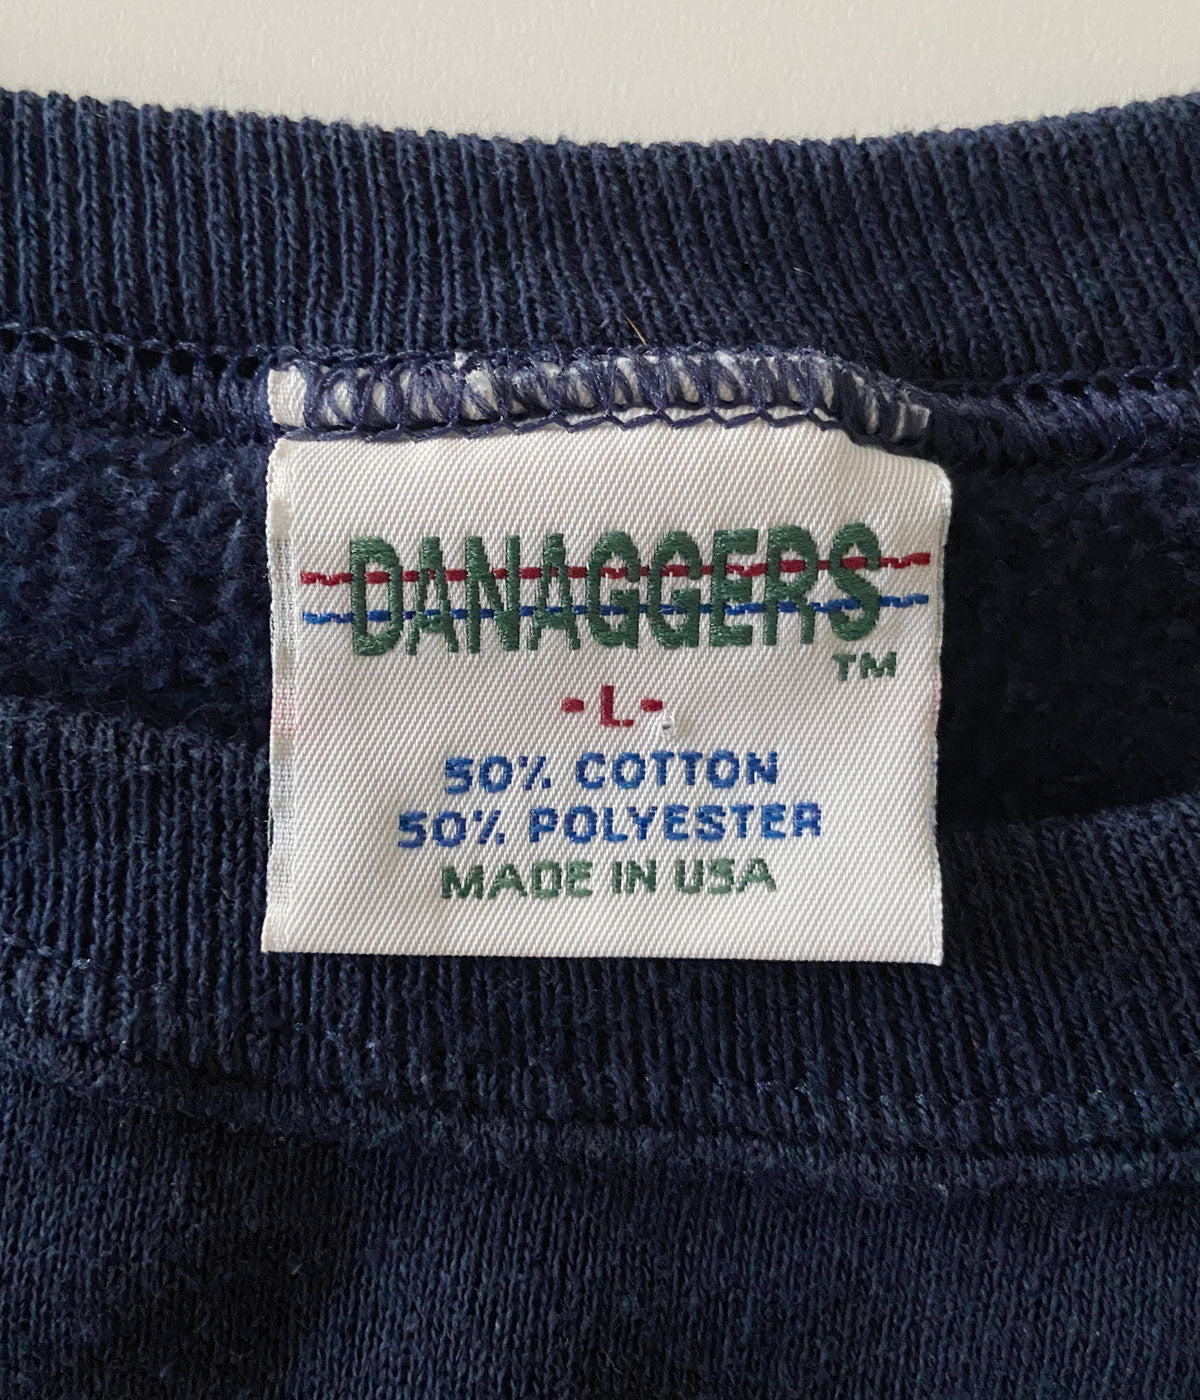 DANAGGERS
TM
-L-
50% COTTON
50% POLYESTER
MADE IN USA